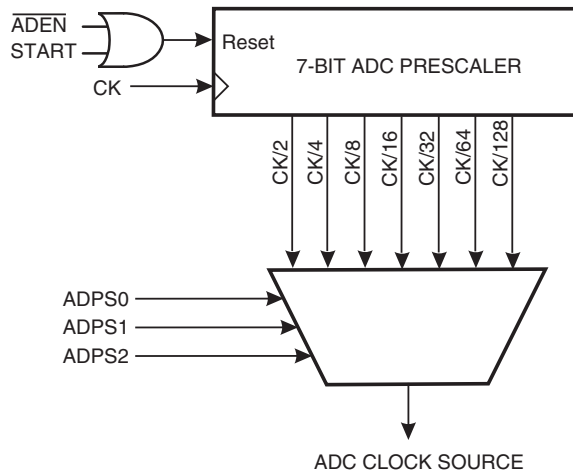 ADEN
START
Reset
7-BIT ADC PRESCALER
CK
CK/2
CK/4
CK/8
CK/16
CK/32
CK/64
CK/128
ADPS0
ADPS1
ADPS2
ADC CLOCK SOURCE